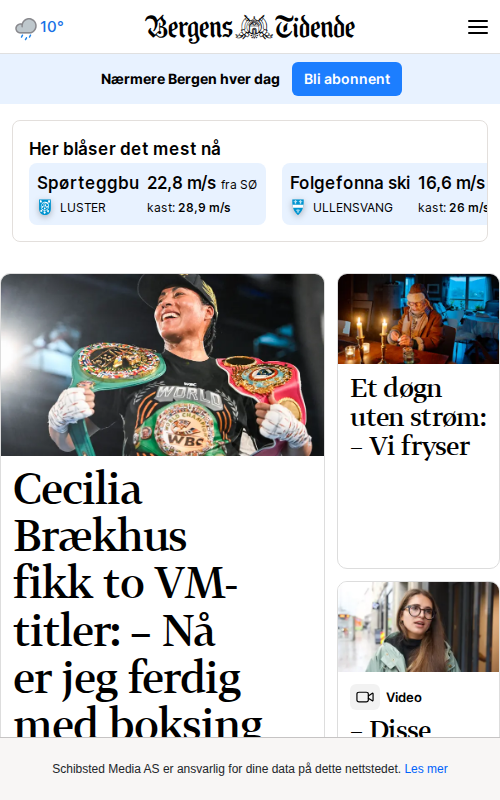 10°
Bergens Tidende
Nærmere Bergen hver dag
Bli abonnent
Her blåser det mest nå
Spørteggbu 22,8 m/s fra SØ
LUSTER kast: 28,9 m/s
Folgefonna ski 16,6 m/s
ULLENSVANG kast: 26 m/s
WBC
WORLD
WBC
Cecilia
Brækhus
fikk to VM-
titler: – Nå
er jeg ferdig
med boksing
Et døgn
uten strøm:
– Vi fryser
Video
– Disse
Schibsted Media AS er ansvarlig for dine data på dette nettstedet. Les mer